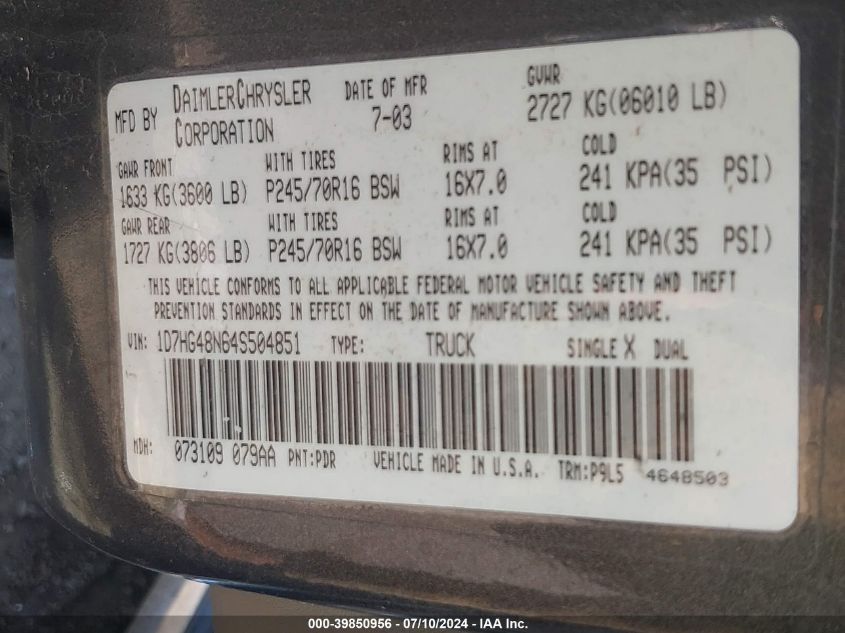 MFD BY DAIMLERCHRYSLER CORPORATION
DATE OF MFR 7-03
GVWR 2727 KG(06010 LB)
GAWR FRONT WITH TIRES RIMS AT COLD
1633 KG(3600 LB) P245/70R16 BSW 16X7.0 241 KPA(35 PSI)
GAWR REAR WITH TIRES RIMS AT COLD
1727 KG(3806 LB) P245/70R16 BSW 16X7.0 241 KPA(35 PSI)
THIS VEHICLE CONFORMS TO ALL APPLICABLE FEDERAL MOTOR VEHICLE SAFETY AND THEFT
PREVENTION STANDARDS IN EFFECT ON THE DATE OF MANUFACTURE SHOWN ABOVE.
VIN: 1D7HG48N64S504851 TYPE: TRUCK SINGLE X DUAL
MDH: 073109 079AA PNT:PDR VEHICLE MADE IN U.S.A. TRM:P9L5 4648503
000-39850956 - 07/10/2024 - IAAI Inc.